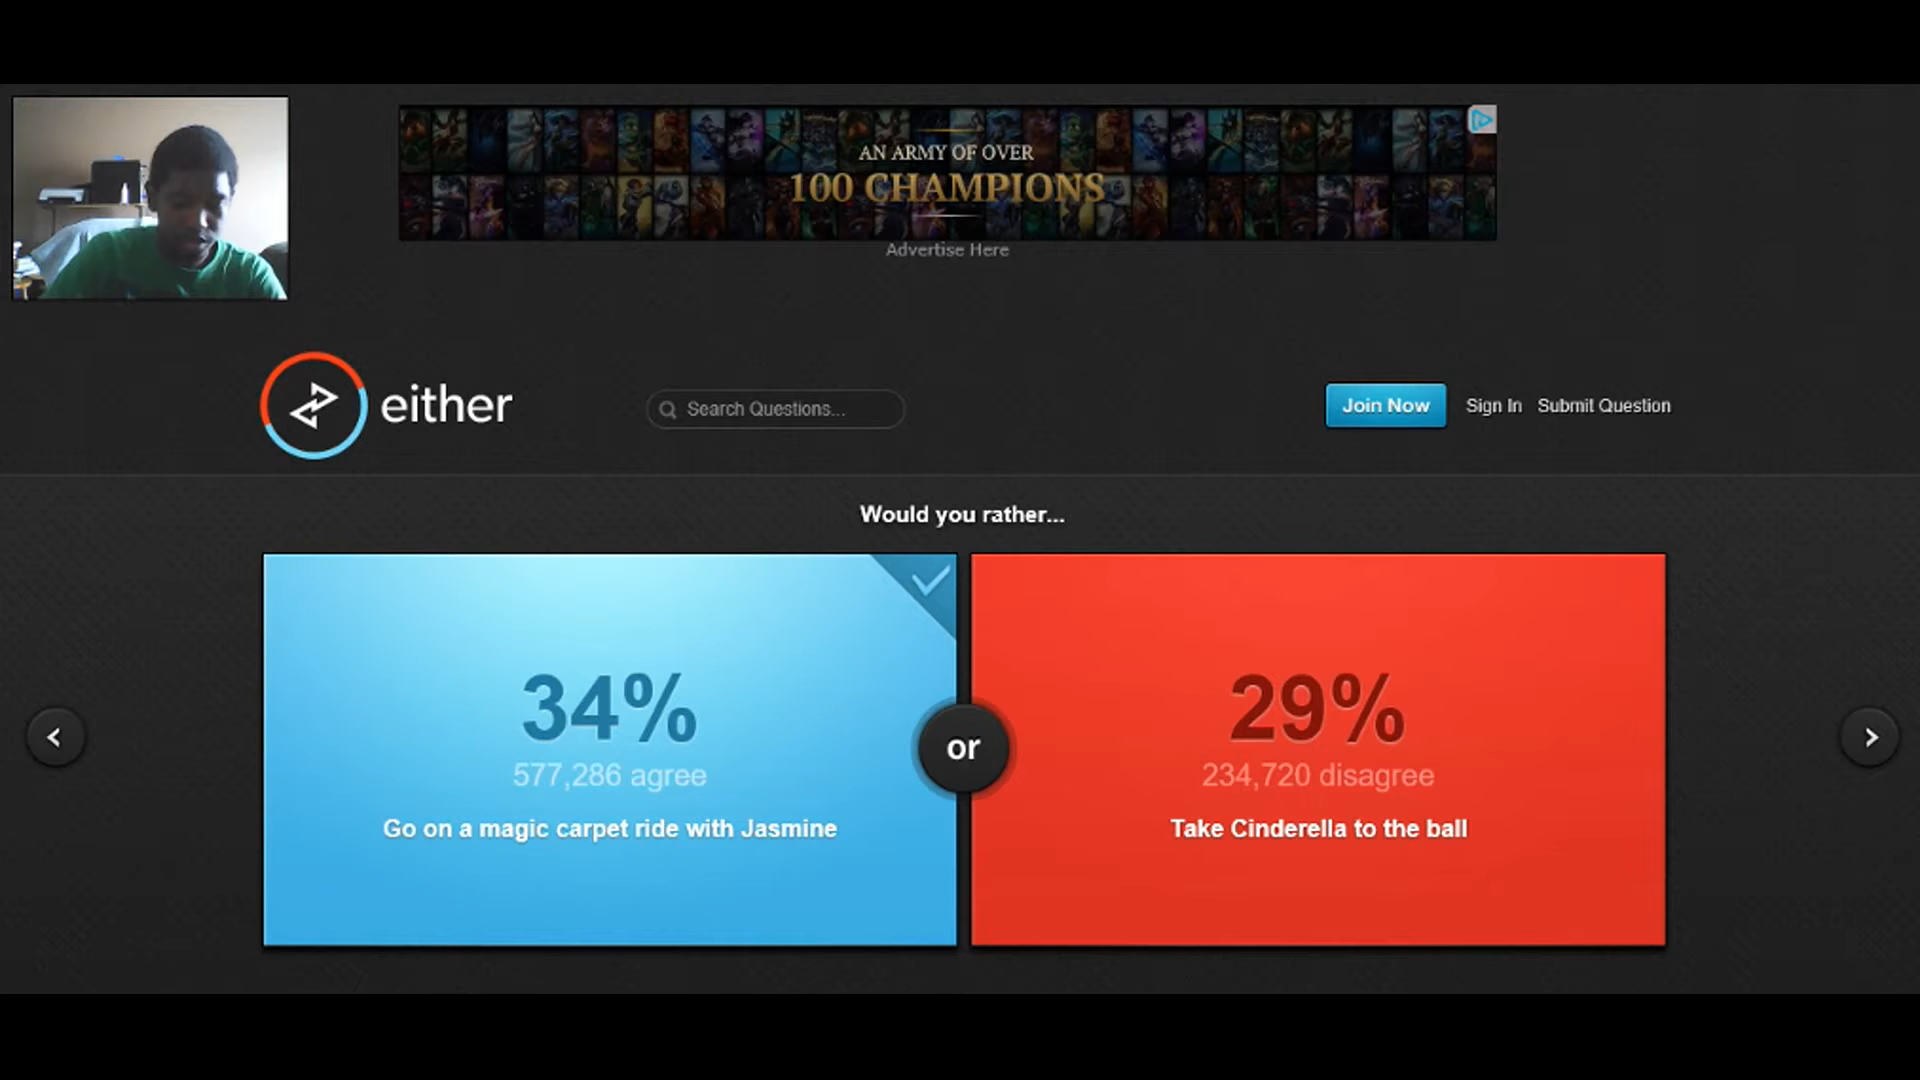 AN ARMY OF OVER
100 CHAMPIONS
Advertise Here
either
Search Questions...
Join Now
Sign In
Submit Question
Would you rather...
34%
577,286 agree
Go on a magic carpet ride with Jasmine
or
29%
234,720 disagree
Take Cinderella to the ball